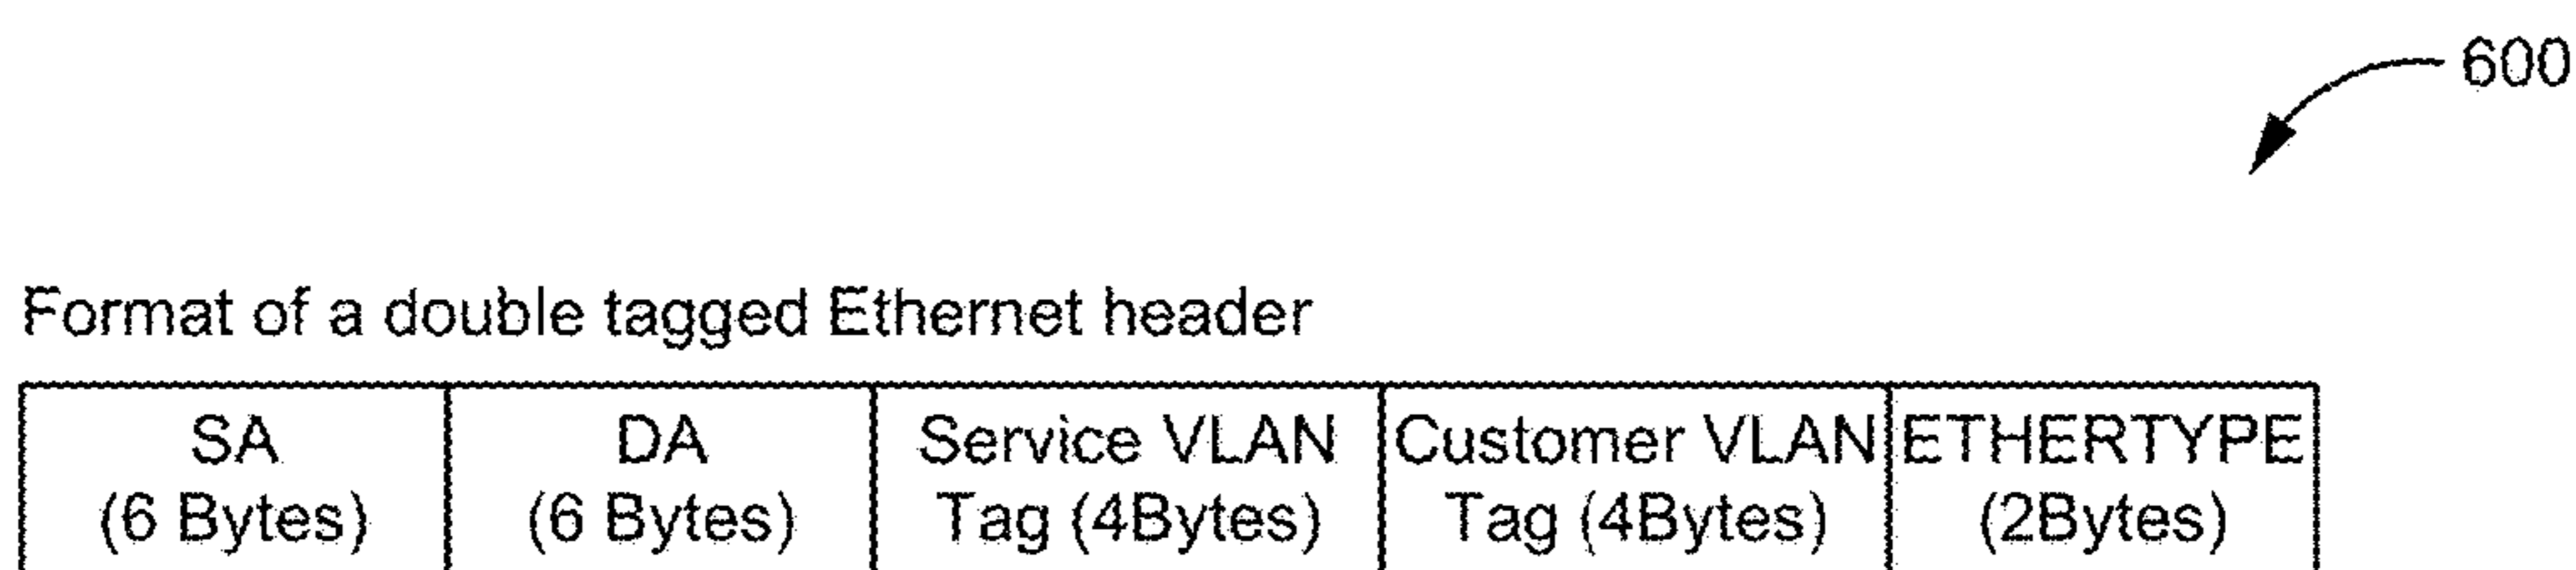 600
Format of a double tagged Ethernet header
SA DA Service VLAN Customer VLAN ETHERTYPE
(6 Bytes) (6 Bytes) Tag (4Bytes) Tag (4Bytes) (2Bytes)